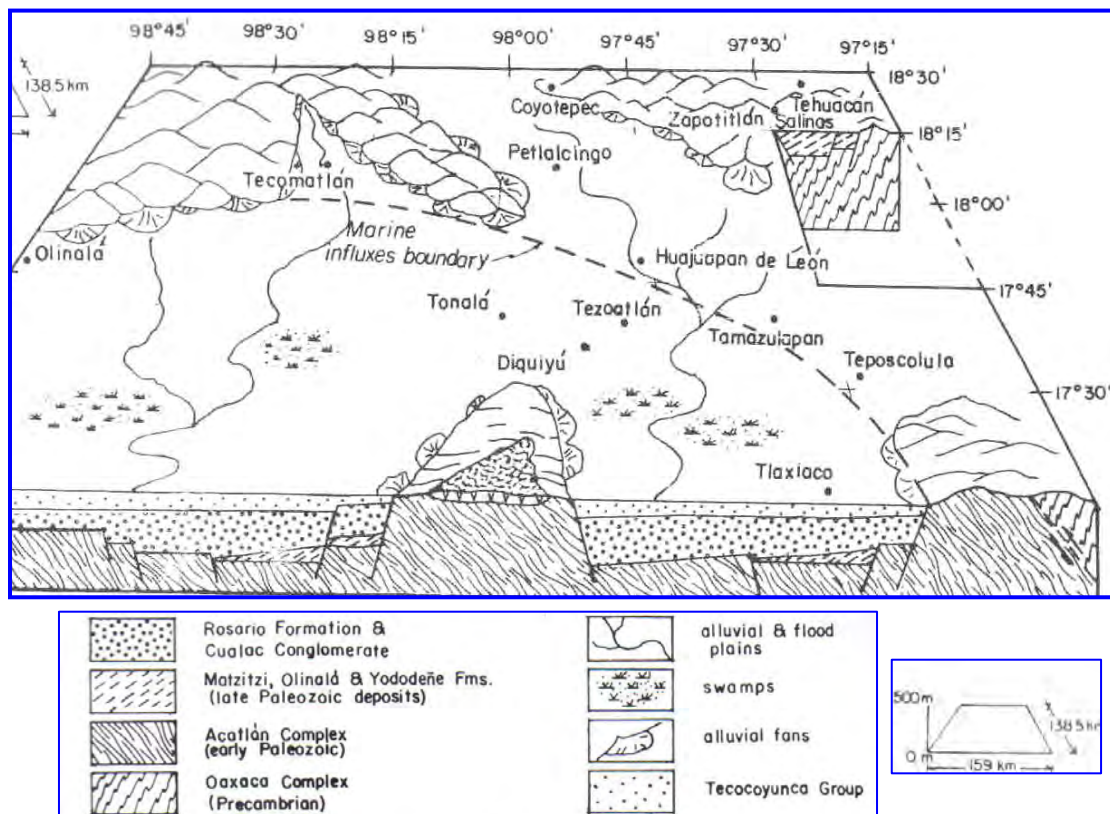 98°45' 98°30' 98°15' 98°00' 97°45' 97°30' 97°15'
138.5 km
18°30'
Coyotepec
Tehuacán
Zapotitlán Salinas
18°15'
Petlalcingo
Tecomatlán
18°00'
Marine
influxes boundary
Olinalá
Huajuapan de León
17°45'
Tonalá
Tezoatlán
Tamazulapan
Diquiyú
Teposcolula
17°30'
Tlaxiaco
Rosario Formation &
Cualac Conglomerate
Matzitzi, Olinalá & Yododeñe Fms.
(late Paleozoic deposits)
Acatlán Complex
(early Paleozoic)
Oaxaca Complex
(Precambrian)
alluvial & flood
plains
swamps
alluvial fans
Tecocoyunca Group
500 m
0 m
138.5 km
159 km